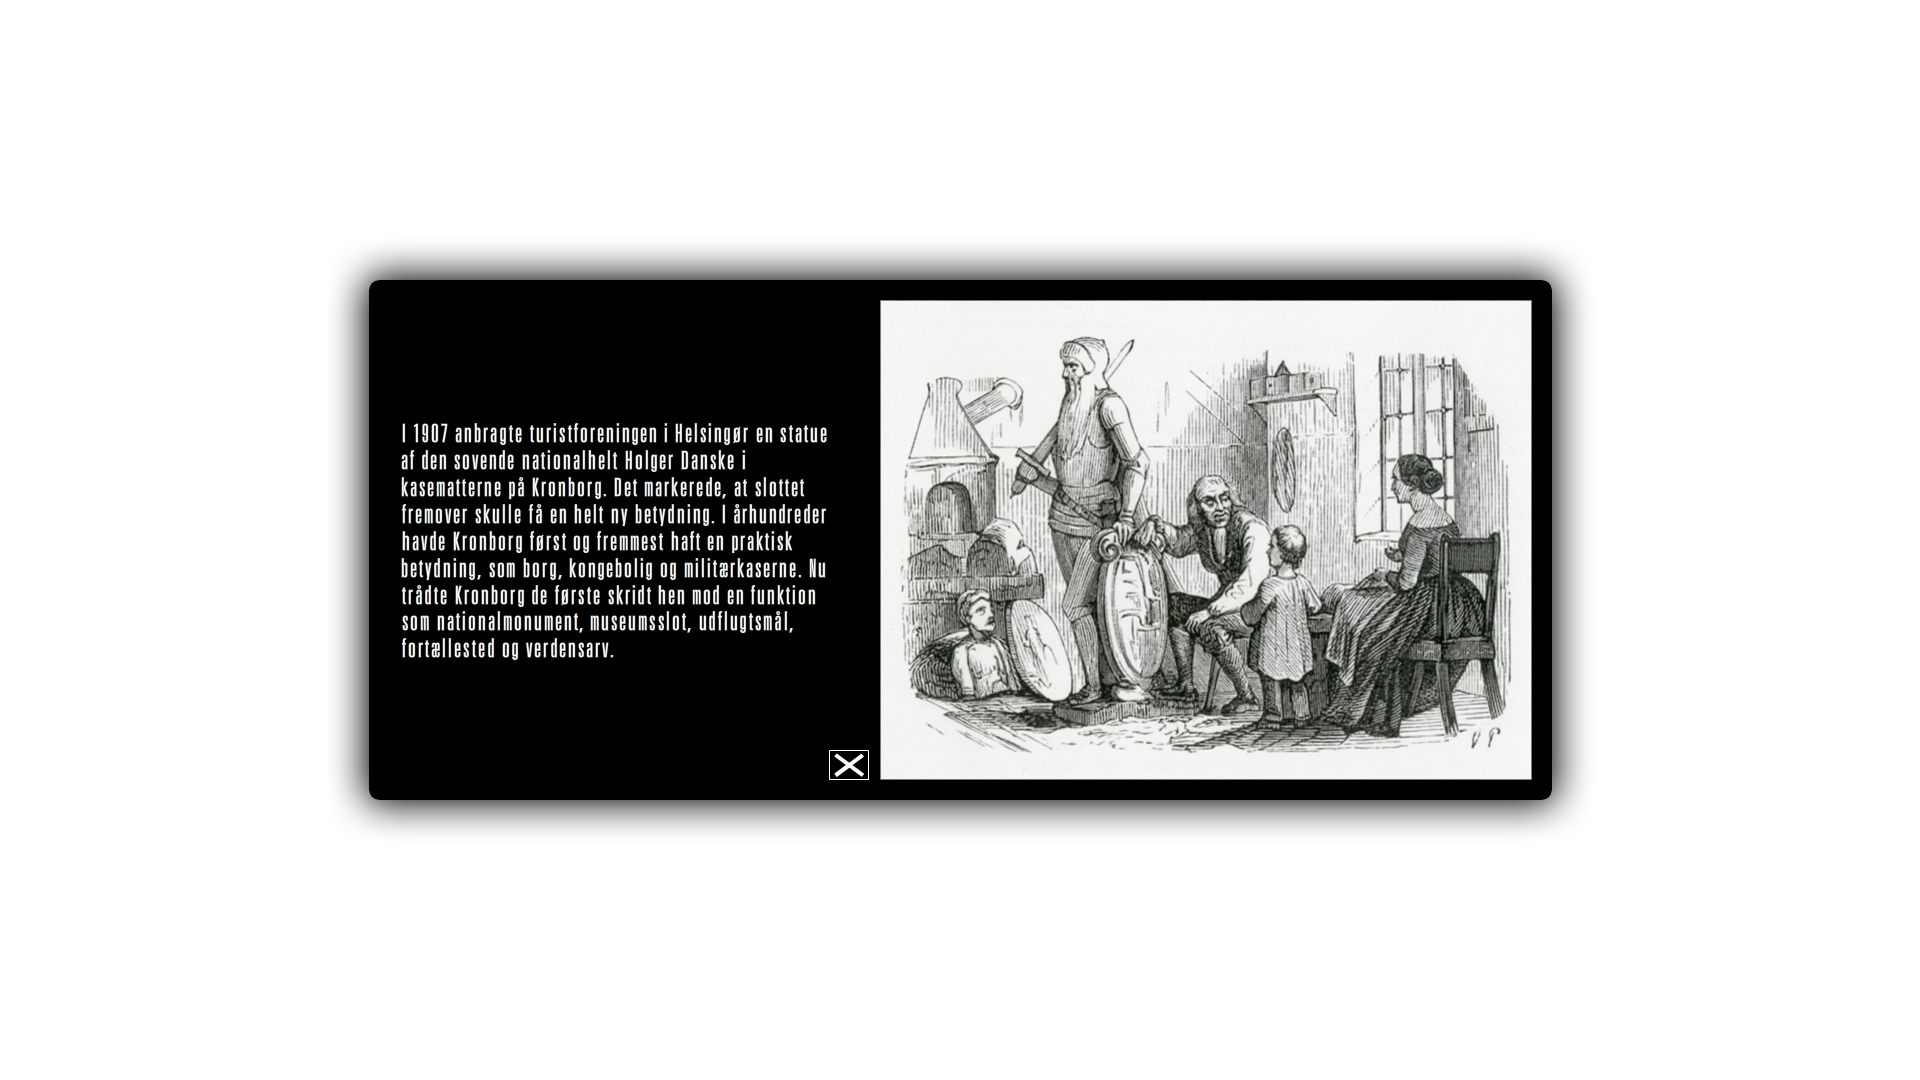 I 1907 anbragte turistforeningen i Helsingør en statue
af den sovende nationalhelt Holger Danske i
kasematterne på Kronborg. Det markerede, at slottet
fremover skulle få en helt ny betydning. I århundreder
havde Kronborg først og fremmest haft en praktisk
betydning, som borg, kongebolig og militærkaserne. Nu
trådte Kronborg de første skridt hen mod en funktion
som nationalmonument, museumsslot, udflugtsmål,
fortællested og verdensarv.
VP